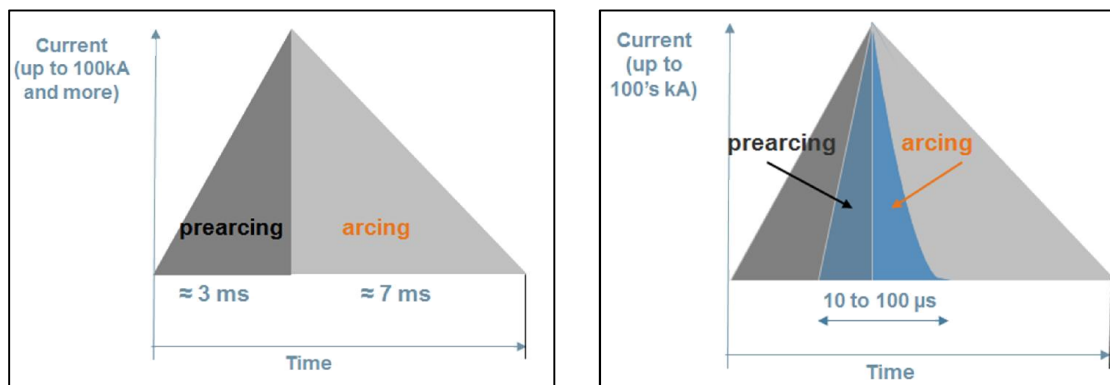 Current
(up to 100kA
and more)
prearcing
arcing
≈ 3 ms
≈ 7 ms
Time
Current
(up to
100’s kA)
prearcing
arcing
10 to 100 µs
Time